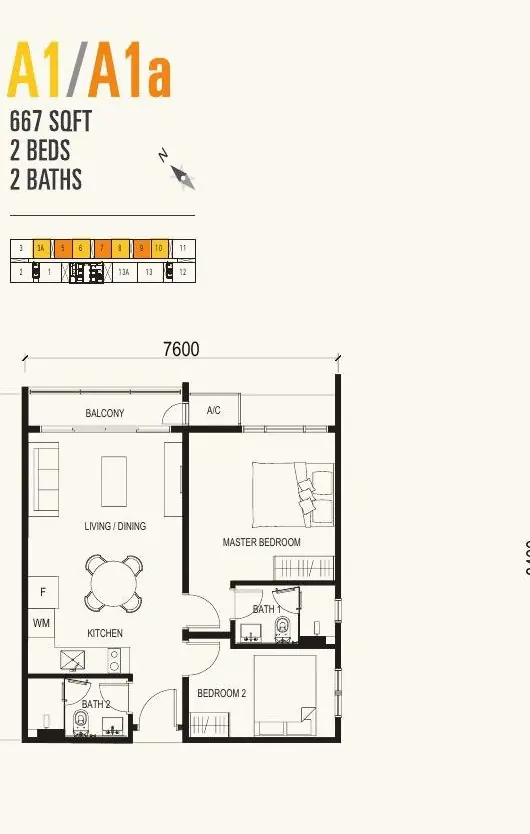 A1/A1a
667 SQFT
2 BEDS
2 BATHS
N
3 3A 5 6 7 8 9 10 11
2 1 13A 13 12
7600
BALCONY
A/C
LIVING / DINING
MASTER BEDROOM
F
BATH 1
WM
KITCHEN
BEDROOM 2
BATH 2